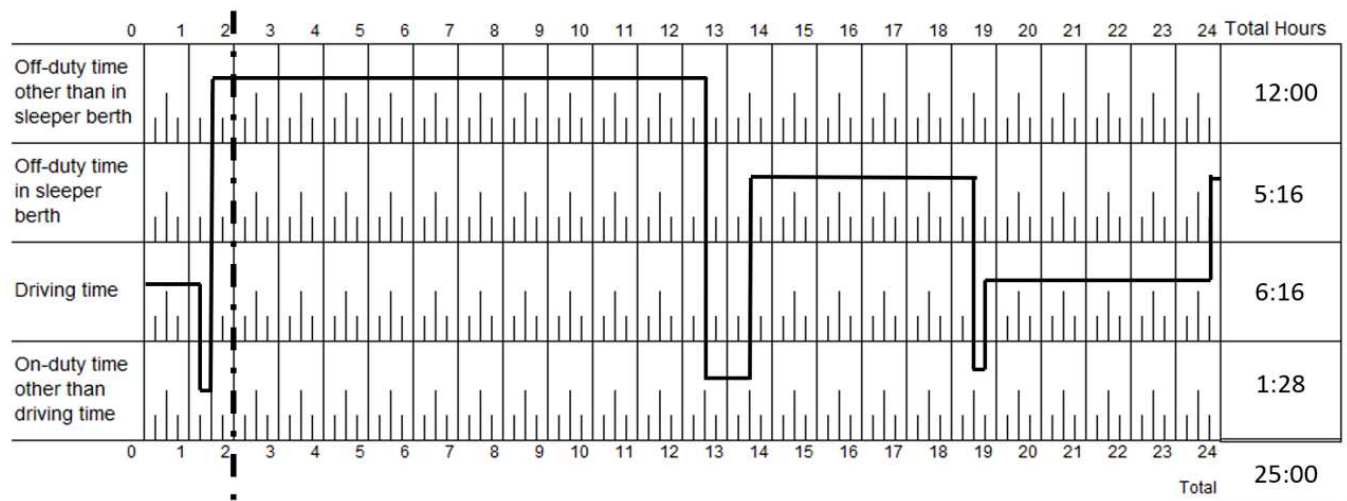 0 1 2 3 4 5 6 7 8 9 10 11 12 13 14 15 16 17 18 19 20 21 22 23 24 Total Hours
Off-duty time
other than in
sleeper berth
12:00
Off-duty time
in sleeper
berth
5:16
Driving time
6:16
On-duty time
other than
driving time
1:28
0 1 2 3 4 5 6 7 8 9 10 11 12 13 14 15 16 17 18 19 20 21 22 23 24
Total 25:00